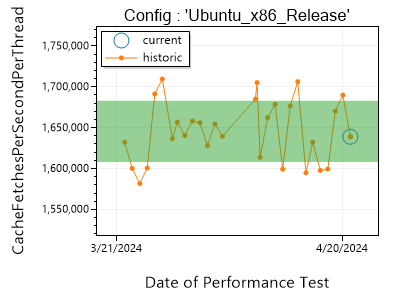 Config : 'Ubuntu_x86_Release'
CacheFetchesPerSecondPerThread
current
historic
1,750,000
1,700,000
1,650,000
1,600,000
1,550,000
3/21/2024
4/20/2024
Date of Performance Test